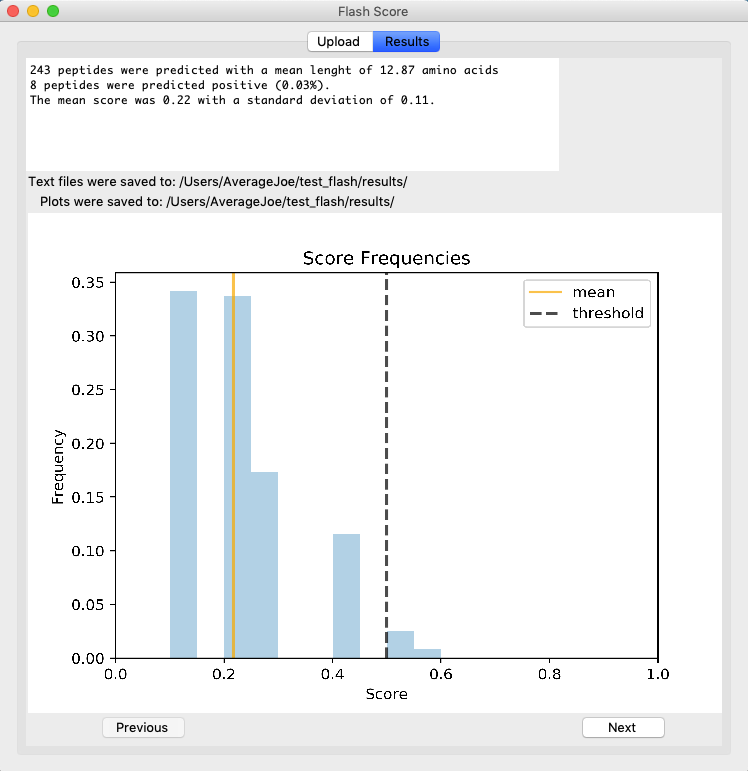 Flash Score
Upload Results
243 peptides were predicted with a mean lenght of 12.87 amino acids
8 peptides were predicted positive (0.03%).
The mean score was 0.22 with a standard deviation of 0.11.
Text files were saved to: /Users/AverageJoe/test_flash/results/
Plots were saved to: /Users/AverageJoe/test_flash/results/
Score Frequencies
mean
threshold
0.35
0.30
0.25
0.20
0.15
0.10
0.05
0.00
Frequency
0.0 0.2 0.4 0.6 0.8 1.0
Score
Previous Next